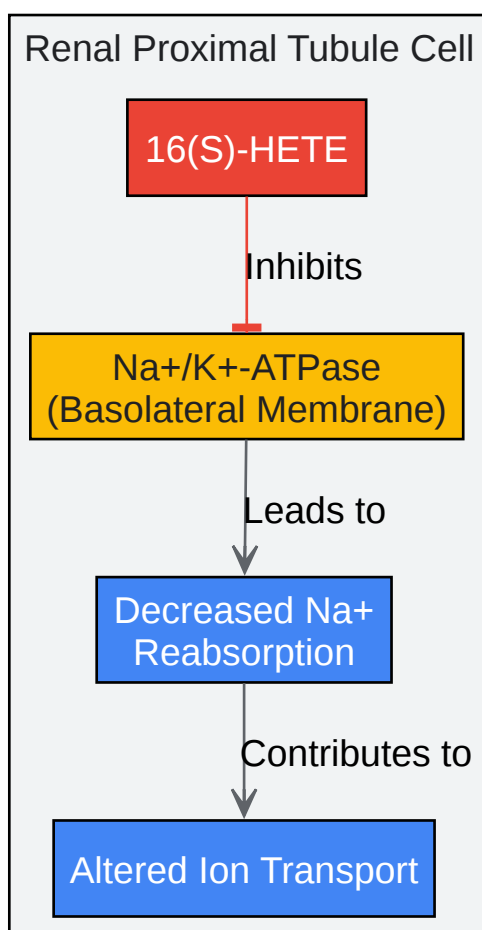 Renal Proximal Tubule Cell
16(S)-HETE
Inhibits
Na+/K+-ATPase
(Basolateral Membrane)
Leads to
Decreased Na+
Reabsorption
Contributes to
Altered Ion Transport